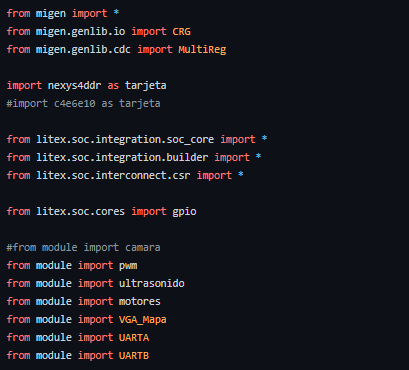 from migen import *
from migen.genlib.io import CRG
from migen.genlib.cdc import MultiReg
import nexys4ddr as tarjeta
#import c4e6e10 as tarjeta
from litex.soc.integration.soc_core import *
from litex.soc.integration.builder import *
from litex.soc.interconnect.csr import *
from litex.soc.cores import gpio
#from module import camara
from module import pwm
from module import ultrasonido
from module import motores
from module import VGA_Mapa
from module import UARTA
from module import UARTB